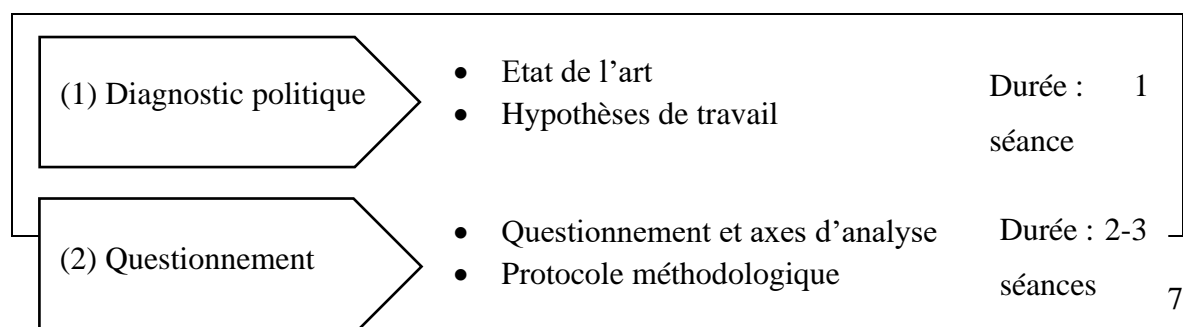 (1) Diagnostic politique
• Etat de l’art
• Hypothèses de travail
Durée : 1
séance
(2) Questionnement
• Questionnement et axes d’analyse
• Protocole méthodologique
Durée : 2-3
séances
7